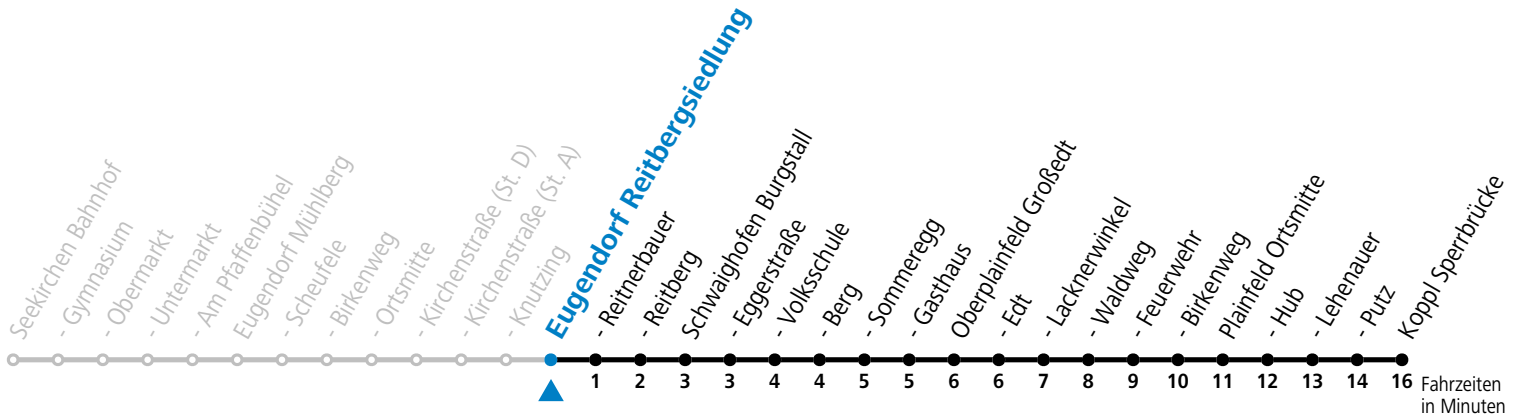 Seekirchen Bahnhof
- Gymnasium
- Obermarkt
- Untermarkt
- Am Pfaffenbühel
Eugendorf Mühlberg
- Scheufele
- Birkenweg
- Ortsmitte
- Kirchenstraße (St. D)
- Kirchenstraße (St. A)
- Knutzing
Eugendorf Reitbergsiedlung
- Reitnerbauer
- Reitberg
Schwaighofen Burgstall
- Eggerstraße
- Volksschule
- Berg
- Sommeregg
- Gasthaus
Oberplainfeld Großedt
- Edt
- Lacknerwinkel
- Waldweg
- Feuerwehr
- Birkenweg
Plainfeld Ortsmitte
- Hub
- Lehenauer
- Putz
Koppl Sperrbrücke
1 2 3 3 4 4 5 5 6 6 7 8 9 10 11 12 13 14 16 Fahrzeiten
in Minuten